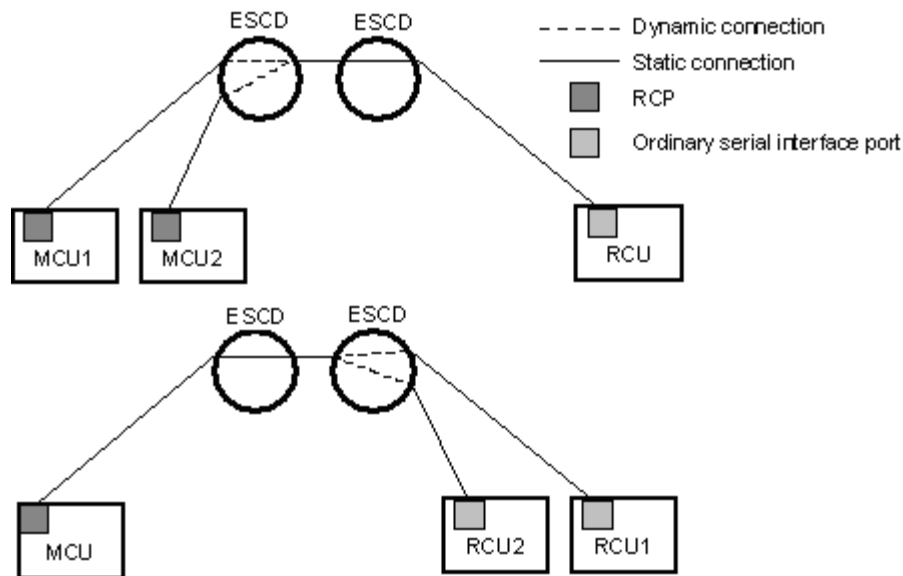 ESCD ESCD
Dynamic connection
Static connection
RCP
Ordinary serial interface port
MCU1 MCU2 RCU
ESCD ESCD
MCU RCU2 RCU1